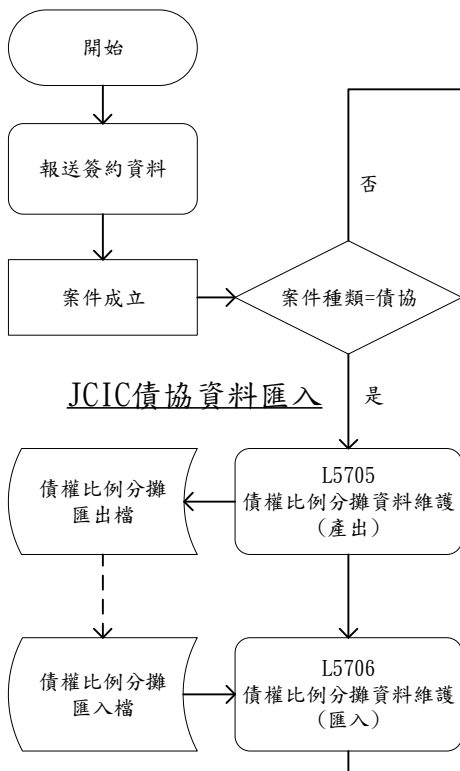 開始
報送簽約資料
否
案件成立
案件種類=債協
JCIC債協資料匯入
是
債權比例分攤
匯出檔
L5705
債權比例分攤資料維護
(產出)
債權比例分攤
匯入檔
L5706
債權比例分攤資料維護
(匯入)